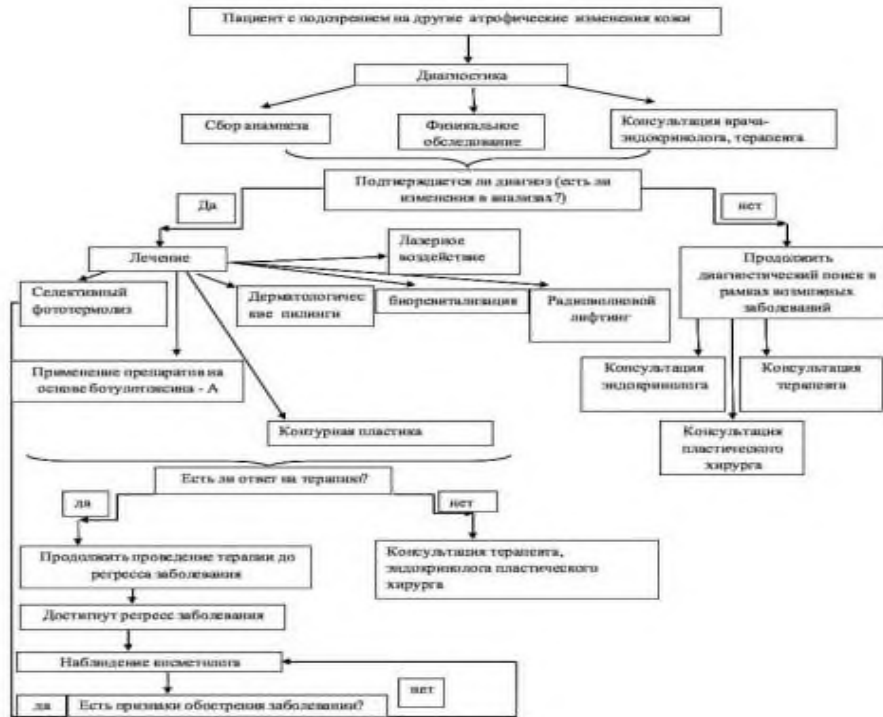 Пациент с подозрением на другие атрофические изменения кожи
Диагностика
Сбор анамнеза
Физикальное
обследование
Консультация врача-
эндокринолога, терапевта
Подтверждается ли диагноз (есть ли
изменения в анализах?)
Да
нет
Лечение
Лазерное
воздействие
Продолжить
диагностический поиск в
рамках возможных
заболеваний
Селективный
фототермолиз
Дерматологичес
кие пилинги
биоревитализация
Радиоволновой
лифтинг
Применение препаратов на
основе ботулотоксина - А
Консультация
эндокринолога
Консультация
терапевта
Контурная пластика
Консультация
пластического
хирурга
Есть ли ответ на терапию?
да
нет
Продолжить проведение терапии до
регресса заболевания
Консультация терапевта,
эндокринолога пластического
хирурга
Достигнут регресс заболевания
Наблюдение косметолога
нет
да
Есть признаки обострения заболевании?